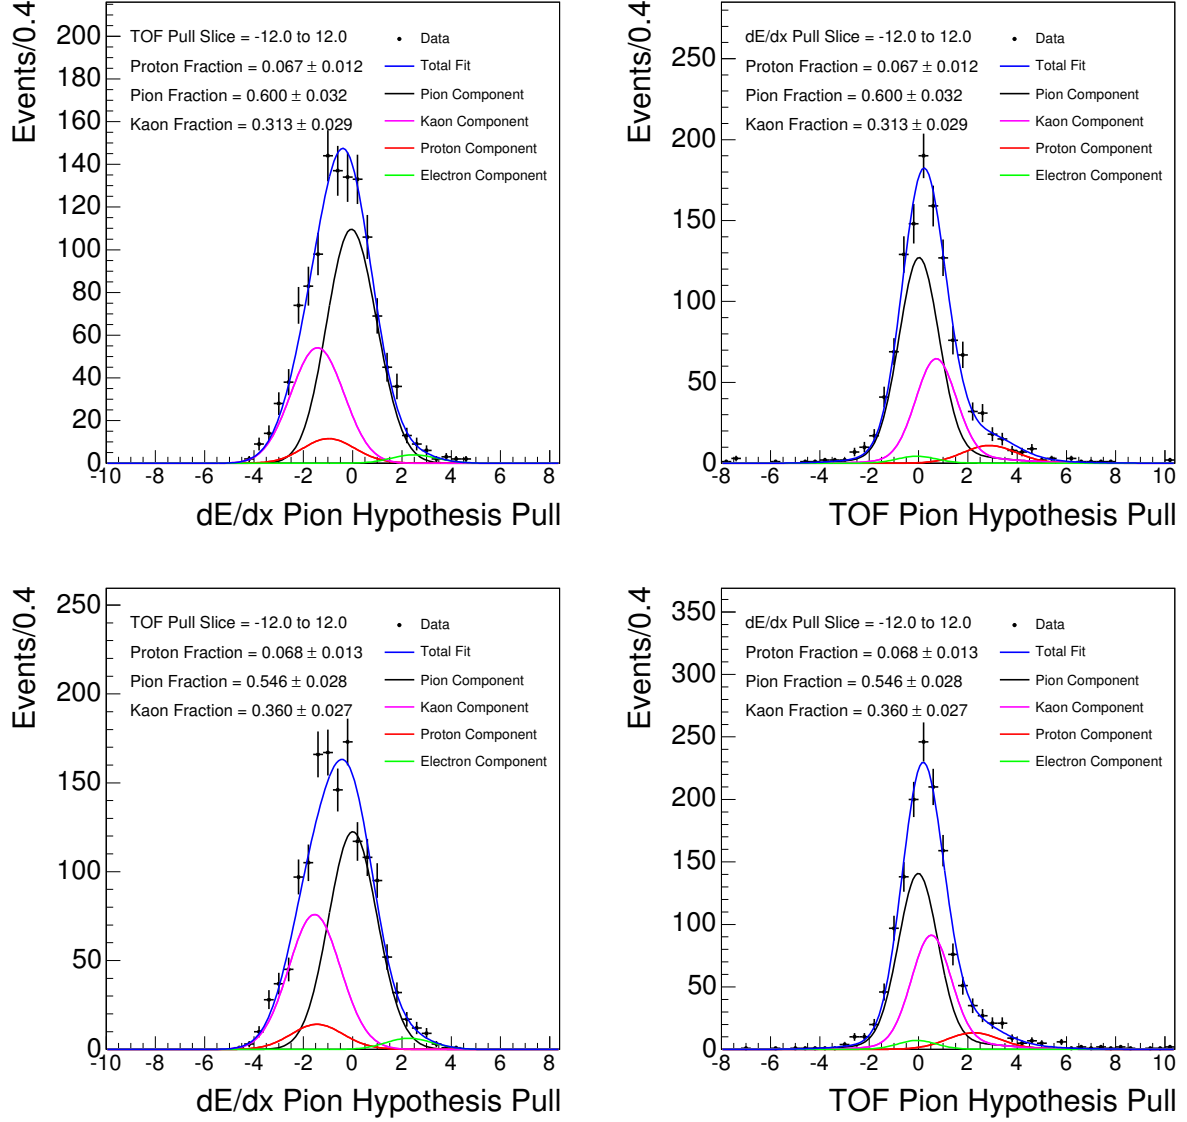 Events/0.4
200
180
160
140
120
100
80
60
40
20
0
TOF Pull Slice = -12.0 to 12.0
Proton Fraction = 0.067 ± 0.012
Pion Fraction = 0.600 ± 0.032
Kaon Fraction = 0.313 ± 0.029
Data
Total Fit
Pion Component
Kaon Component
Proton Component
Electron Component
-10 -8 -6 -4 -2 0 2 4 6 8
dE/dx Pion Hypothesis Pull
Events/0.4
250
200
150
100
50
0
dE/dx Pull Slice = -12.0 to 12.0
Proton Fraction = 0.067 ± 0.012
Pion Fraction = 0.600 ± 0.032
Kaon Fraction = 0.313 ± 0.029
Data
Total Fit
Pion Component
Kaon Component
Proton Component
Electron Component
-8 -6 -4 -2 0 2 4 6 8 10
TOF Pion Hypothesis Pull
Events/0.4
250
200
150
100
50
0
TOF Pull Slice = -12.0 to 12.0
Proton Fraction = 0.068 ± 0.013
Pion Fraction = 0.546 ± 0.028
Kaon Fraction = 0.360 ± 0.027
Data
Total Fit
Pion Component
Kaon Component
Proton Component
Electron Component
-10 -8 -6 -4 -2 0 2 4 6 8
dE/dx Pion Hypothesis Pull
Events/0.4
350
300
250
200
150
100
50
0
dE/dx Pull Slice = -12.0 to 12.0
Proton Fraction = 0.068 ± 0.013
Pion Fraction = 0.546 ± 0.028
Kaon Fraction = 0.360 ± 0.027
Data
Total Fit
Pion Component
Kaon Component
Proton Component
Electron Component
-8 -6 -4 -2 0 2 4 6 8 10
TOF Pion Hypothesis Pull